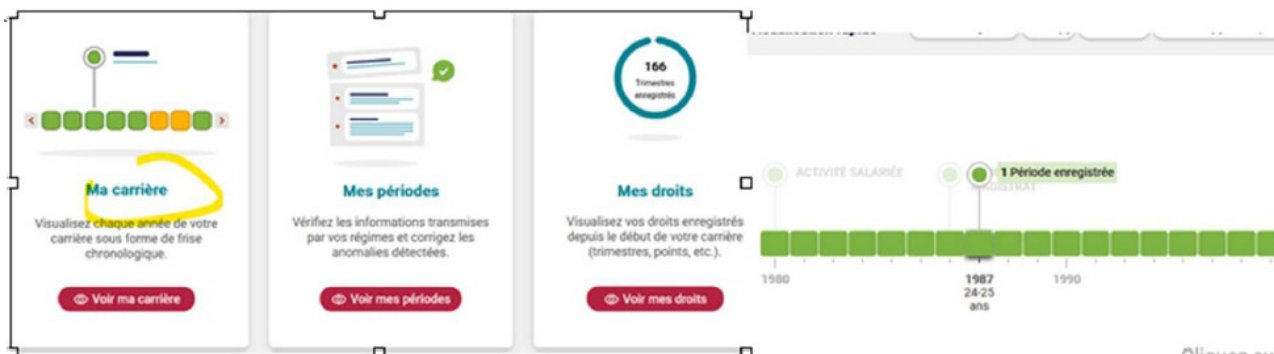 Ma carrière
Visualisez chaque année de votre
carrière sous forme de frise
chronologique.
Voir ma carrière
Mes périodes
Vérifiez les informations transmises
par vos régimes et corrigez les
anomalies détectées.
Voir mes périodes
166
Trimestres
enregistrés
Mes droits
Visualisez vos droits enregistrés
depuis le début de votre carrière
(trimestres, points, etc.).
Voir mes droits
ACTIVITÉ SALARIÉE
1 Période enregistrée
1980
1987
1990
24-25
ans